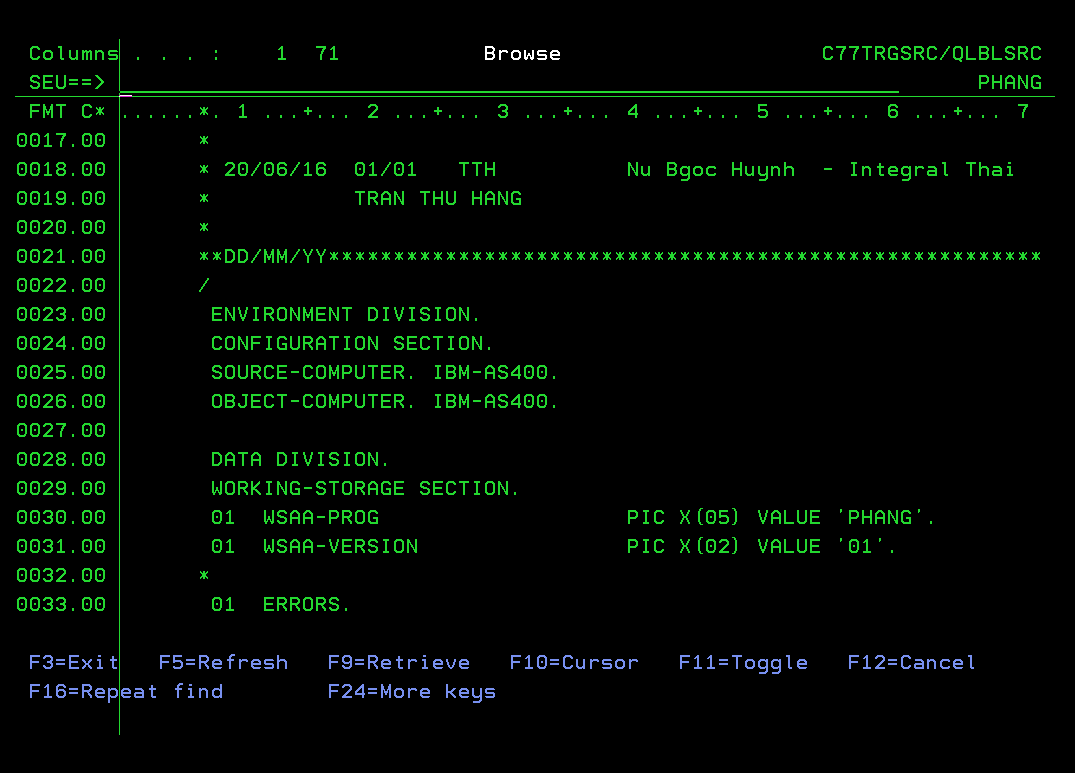 Columns . . . :    1  71           Browse                    C77TRGSRC/QLBLSRC
SEU==>                                                                   PHANG
FMT C* ......*. 1 ...+... 2 ...+... 3 ...+... 4 ...+... 5 ...+... 6 ...+... 7
0017.00       *
0018.00       * 20/06/16  01/01   TTH          Nu Bgoc Huynh  - Integral Thai
0019.00       *           TRAN THU HANG
0020.00       *
0021.00       **DD/MM/YY*******************************************************
0022.00       /
0023.00        ENVIRONMENT DIVISION.
0024.00        CONFIGURATION SECTION.
0025.00        SOURCE-COMPUTER. IBM-AS400.
0026.00        OBJECT-COMPUTER. IBM-AS400.
0027.00
0028.00        DATA DIVISION.
0029.00        WORKING-STORAGE SECTION.
0030.00        01  WSAA-PROG                   PIC X(05) VALUE 'PHANG'.
0031.00        01  WSAA-VERSION                PIC X(02) VALUE '01'.
0032.00       *
0033.00        01  ERRORS.
F3=Exit   F5=Refresh   F9=Retrieve   F10=Cursor   F11=Toggle   F12=Cancel
F16=Repeat find        F24=More keys